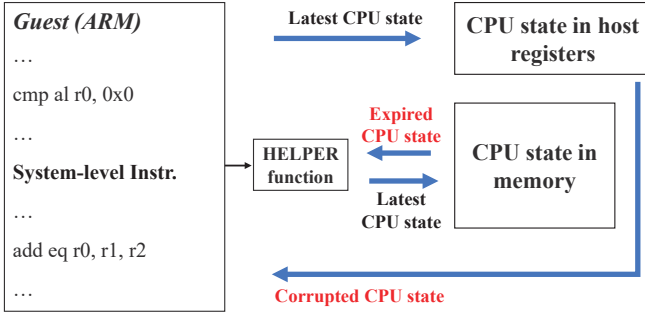 Guest (ARM)
…
cmp al r0, 0x0
…
System-level Instr.
…
add eq r0, r1, r2
…
Latest CPU state
CPU state in host
registers
Expired
CPU state
HELPER
function
CPU state in
memory
Latest
CPU state
Corrupted CPU state